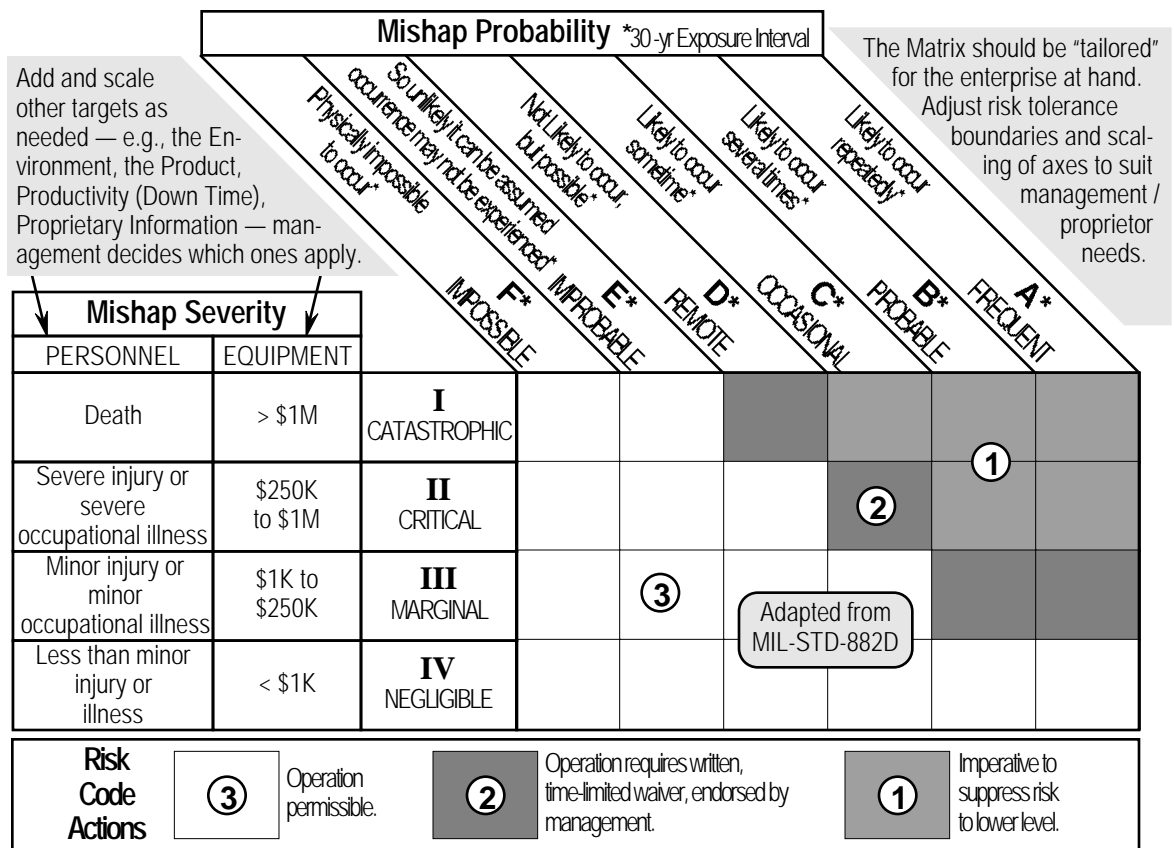 Mishap Probability *30-yr Exposure Interval
Add and scale
other targets as
needed — e.g., the En-
vironment, the Product,
Productivity (Down Time),
Proprietary Information — man-
agement decides which ones apply.
The Matrix should be “tailored”
for the enterprise at hand.
Adjust risk tolerance
boundaries and scal-
ing of axes to suit
management /
proprietor
needs.
Physically impossible
to occur*
F*
IMPOSSIBLE
So unlikely it can be assumed
occurrence may not be experienced*
E*
IMPROBABLE
Not Likely to occur,
but possible*
D*
REMOTE
Likely to occur
sometime*
C*
OCCASIONAL
Likely to occur
several times*
B*
PROBABLE
Likely to occur
repeatedly*
A*
FREQUENT
Mishap Severity
PERSONNEL
EQUIPMENT
Death
> $1M
I
CATASTROPHIC
1
Severe injury or
severe
occupational illness
$250K
to $1M
II
CRITICAL
2
Minor injury or
minor
occupational illness
$1K to
$250K
III
MARGINAL
3
Adapted from
MIL-STD-882D
Less than minor
injury or
illness
< $1K
IV
NEGLIGIBLE
Risk
Code
Actions
3
Operation
permissible.
2
Operation requires written,
time-limited waiver, endorsed by
management.
1
Imperative to
suppress risk
to lower level.